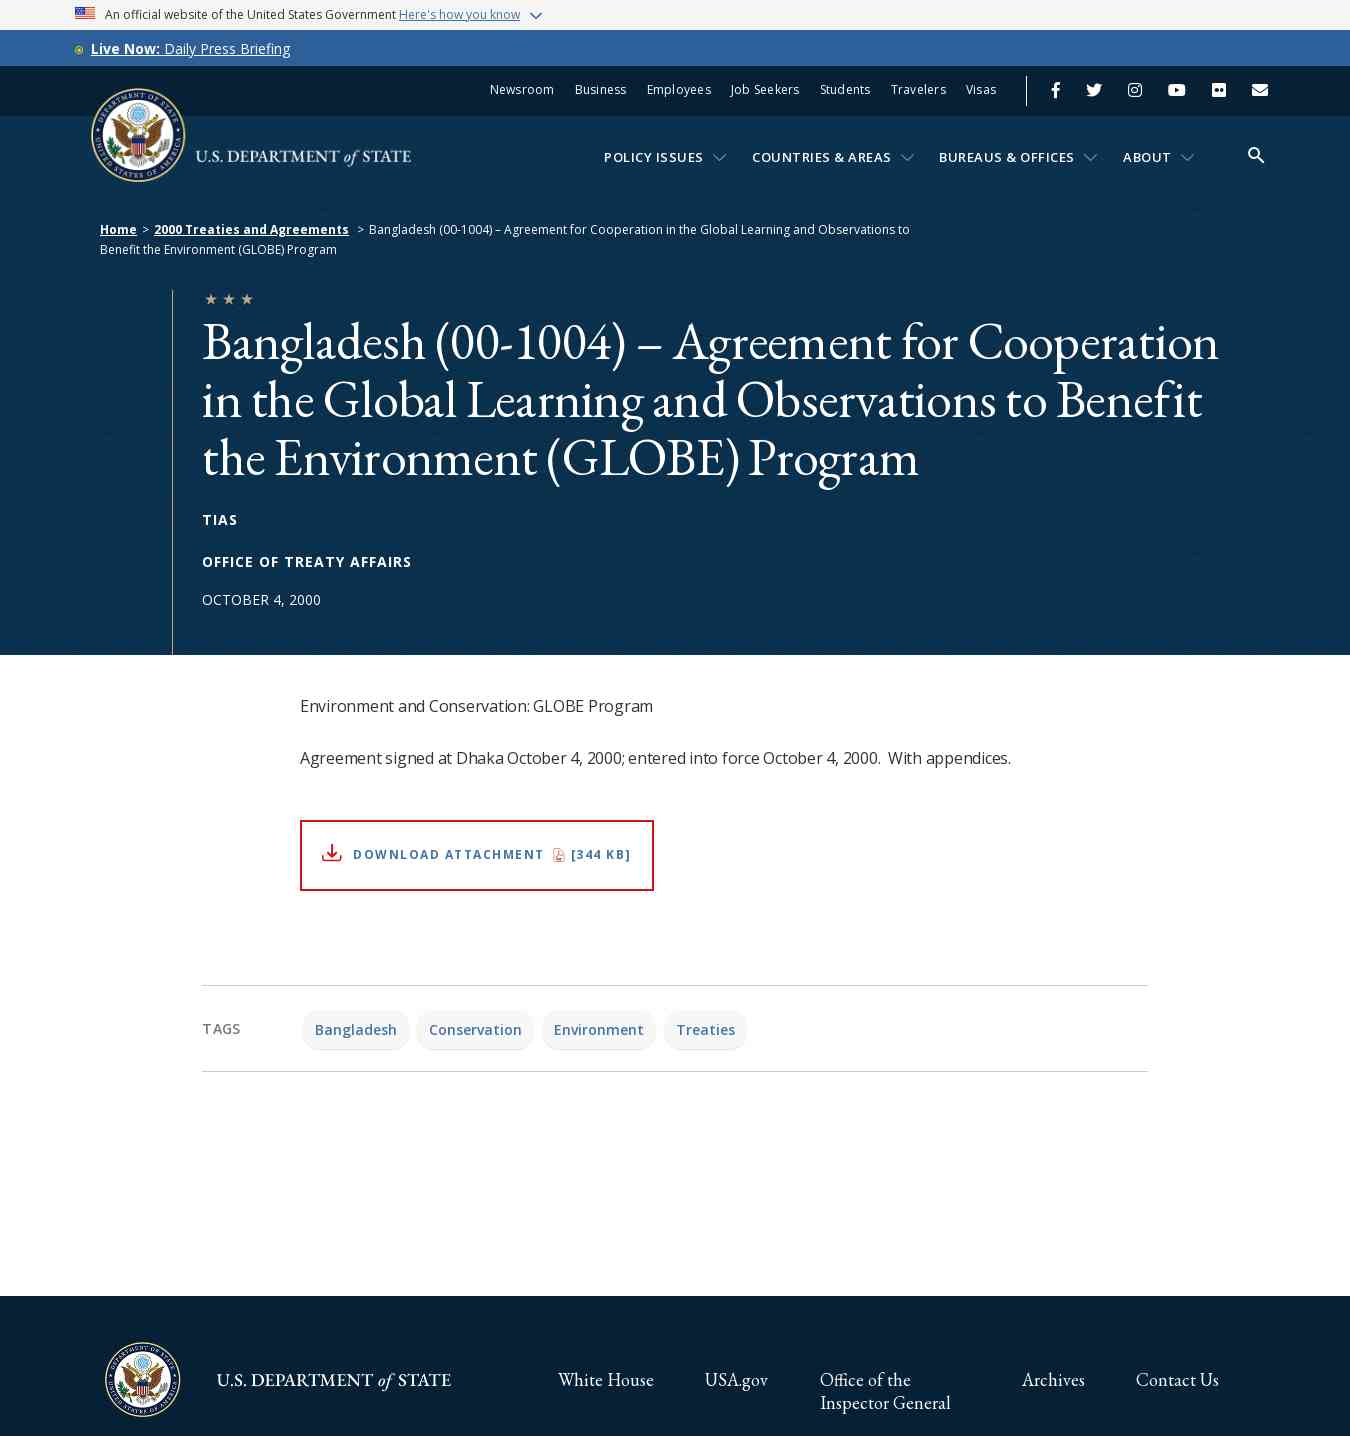 An official website of the United States Government Here's how you know
Live Now: Daily Press Briefing
Newsroom Business Employees Job Seekers Students Travelers Visas
U.S. DEPARTMENT of STATE
POLICY ISSUES COUNTRIES & AREAS BUREAUS & OFFICES ABOUT
Home > 2000 Treaties and Agreements > Bangladesh (00-1004) – Agreement for Cooperation in the Global Learning and Observations to
Benefit the Environment (GLOBE) Program
Bangladesh (00-1004) – Agreement for Cooperation
in the Global Learning and Observations to Benefit
the Environment (GLOBE) Program
TIAS
OFFICE OF TREATY AFFAIRS
OCTOBER 4, 2000
Environment and Conservation: GLOBE Program
Agreement signed at Dhaka October 4, 2000; entered into force October 4, 2000.  With appendices.
DOWNLOAD ATTACHMENT [344 KB]
TAGS Bangladesh Conservation Environment Treaties
U.S. DEPARTMENT of STATE White House USA.gov Office of the Archives Contact Us
Inspector General